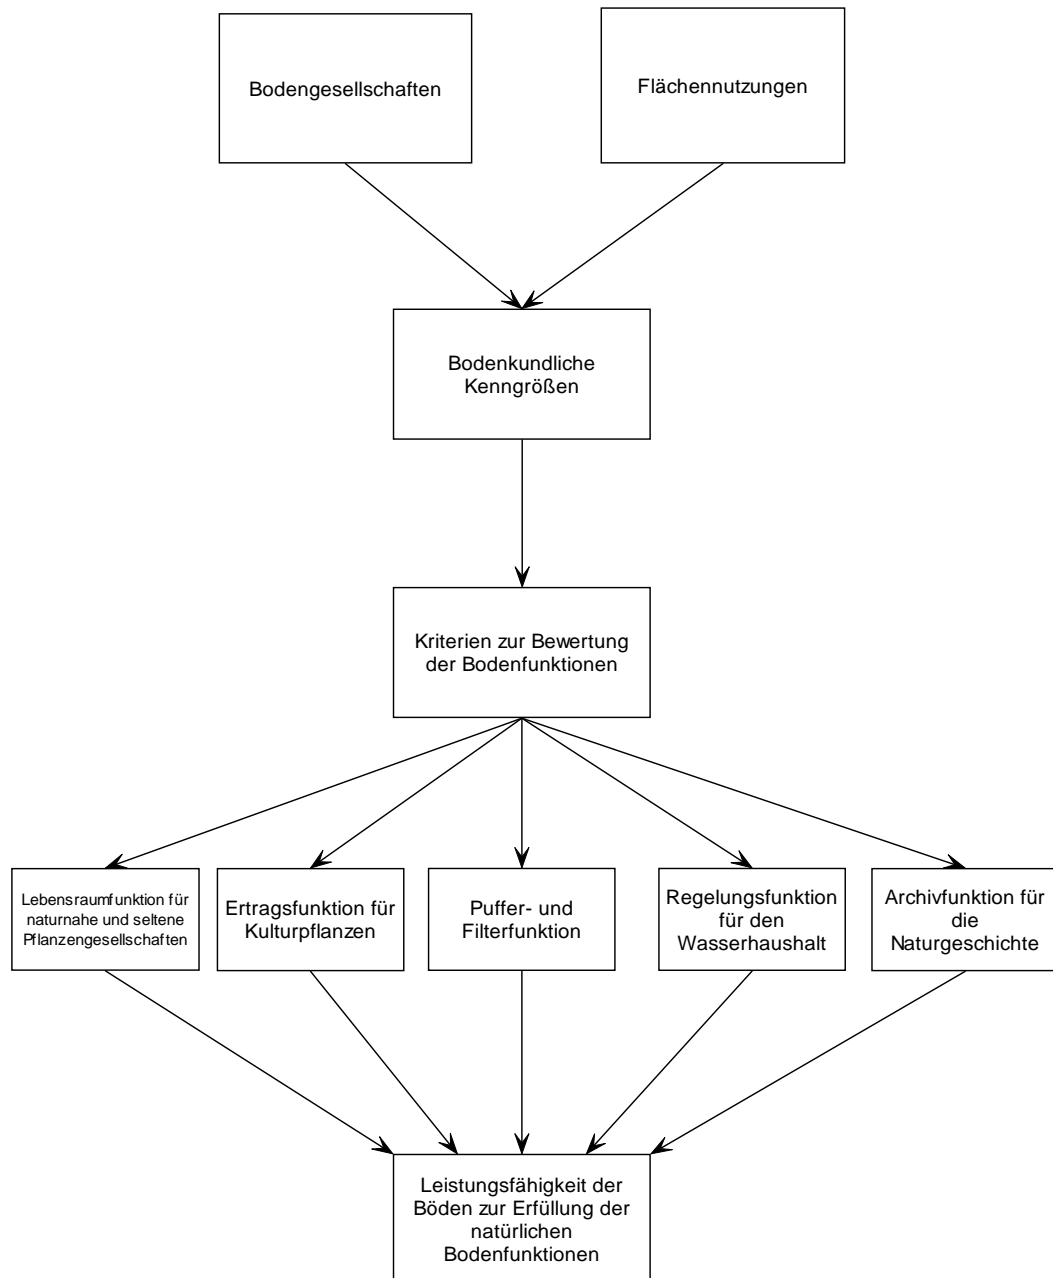 Bodengesellschaften
Flächennutzungen
Bodenkundliche
Kenngrößen
Kriterien zur Bewertung
der Bodenfunktionen
Lebensraumfunktion für
naturnahe und seltene
Pflanzengesellschaften
Ertragsfunktion für
Kulturpflanzen
Puffer- und
Filterfunktion
Regelungsfunktion
für den
Wasserhaushalt
Archivfunktion für
die
Naturgeschichte
Leistungsfähigkeit der
Böden zur Erfüllung der
natürlichen
Bodenfunktionen